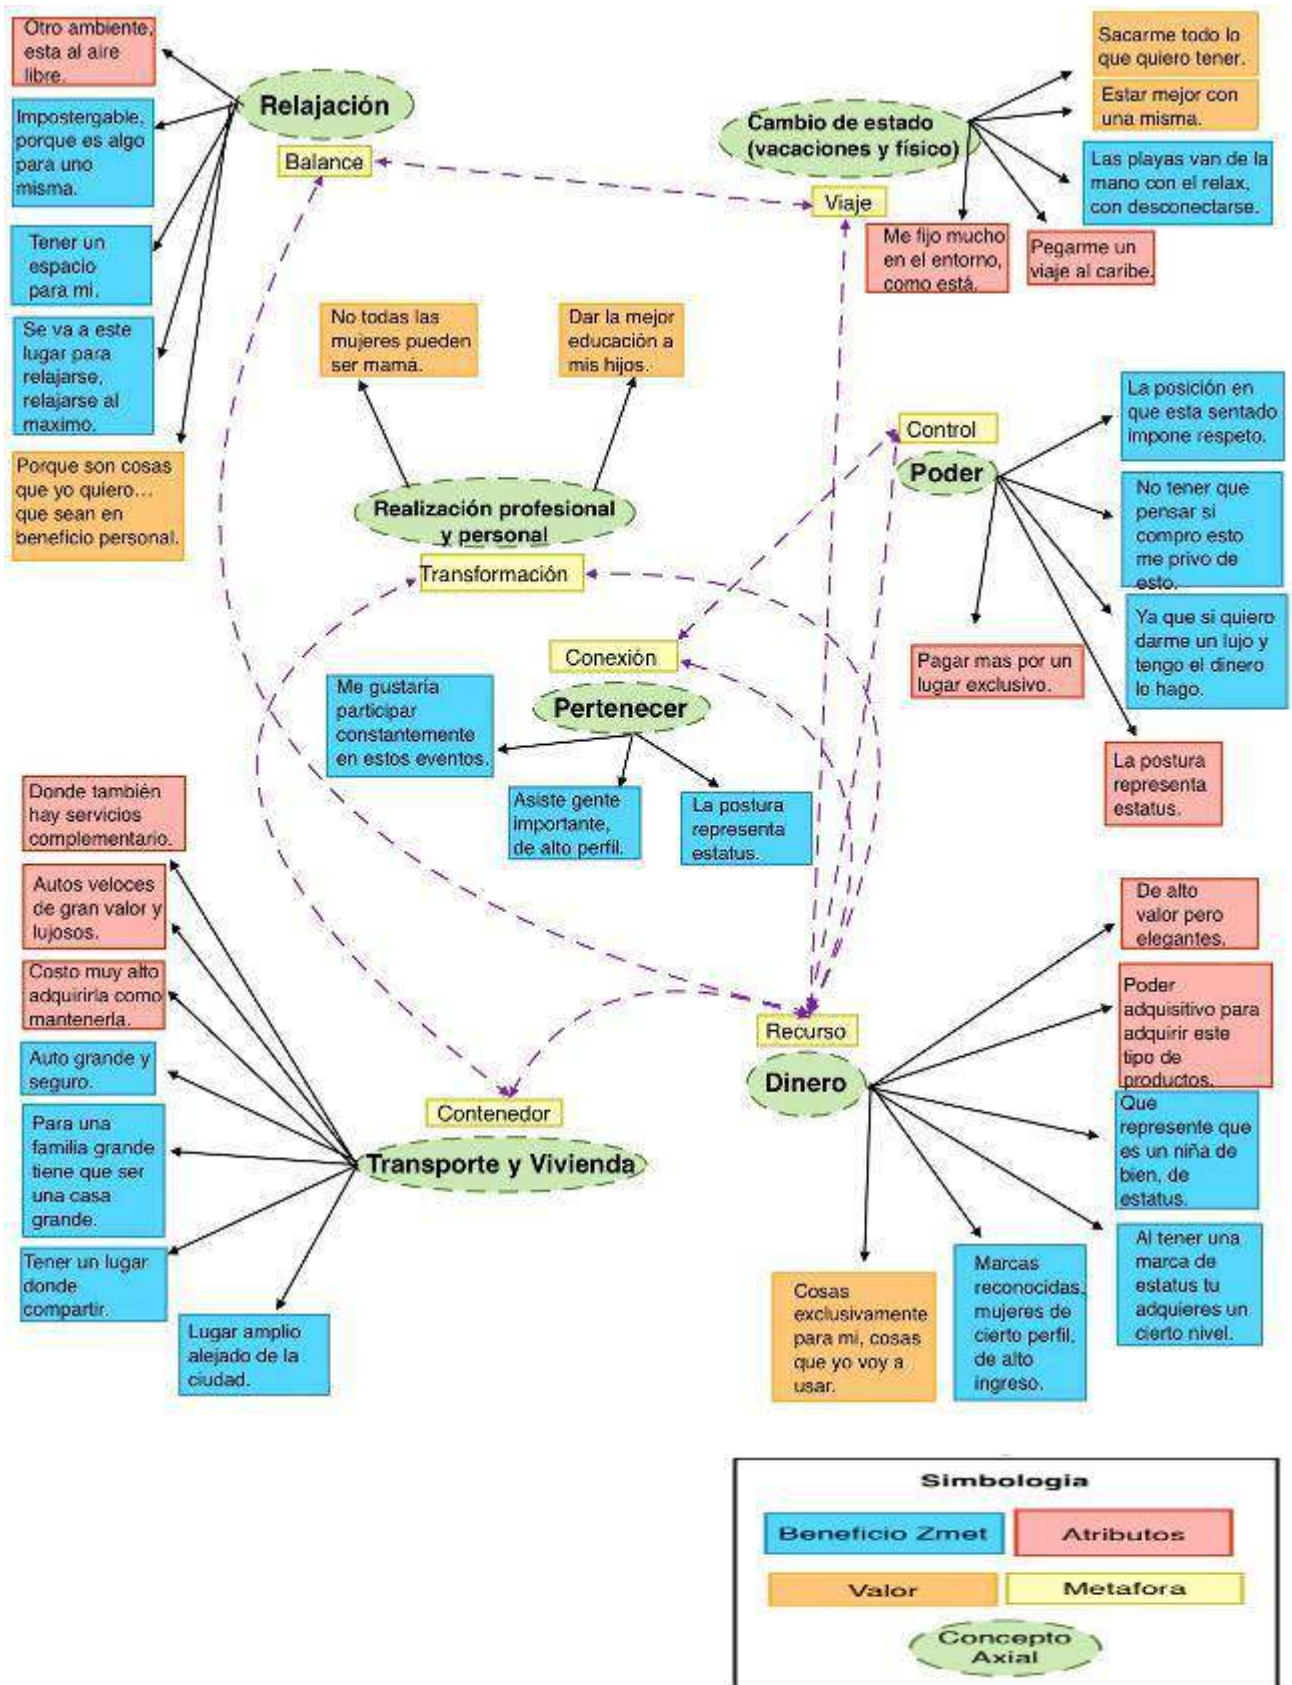 Otro ambiente,
esta al aire
libre.
Relajación
Balance
Impostergable,
porque es algo
para uno
misma.
Tener un
espacio
para mi.
Se va a este
lugar para
relajarse,
relajarse al
maximo.
Porque son cosas
que yo quiero...
que sean en
beneficio personal.
Cambio de estado
(vacaciones y físico)
Viaje
Sacarme todo lo
que quiero tener.
Estar mejor con
una misma.
Las playas van de la
mano con el relax,
con desconectarse.
Me fijo mucho
en el entorno,
como está.
Pegarme un
viaje al caribe.
No todas las
mujeres pueden
ser mamá.
Dar la mejor
educación a
mis hijos.
Realización profesional
y personal
Transformación
Control
Poder
La posición en
que esta sentado
impone respeto.
No tener que
pensar si
compro esto
me privo de
esto.
Ya que si quiero
darme un lujo y
tengo el dinero
lo hago.
Pagar mas por un
lugar exclusivo.
La postura
representa
estatus.
Conexión
Pertenecer
Me gustaría
participar
constantemente
en estos eventos.
Asiste gente
importante,
de alto perfil.
La postura
representa
estatus.
Donde también
hay servicios
complementario.
Autos veloces
de gran valor y
lujosos.
Costo muy alto
adquirirla como
mantenerla.
Auto grande y
seguro.
Para una
familia grande
tiene que ser
una casa
grande.
Tener un lugar
donde
compartir.
Lugar amplio
alejado de la
ciudad.
Contenedor
Transporte y Vivienda
Recurso
Dinero
De alto
valor pero
elegantes.
Poder
adquisitivo para
adquirir este
tipo de
productos.
Que
represente que
es un niña de
bien, de
estatus.
Al tener una
marca de
estatus tu
adquieres un
cierto nivel.
Marcas
reconocidas,
mujeres de
cierto perfil,
de alto
ingreso.
Cosas
exclusivamente
para mi, cosas
que yo voy a
usar.
Simbologia
Beneficio Zmet
Atributos
Valor
Metafora
Concepto
Axial